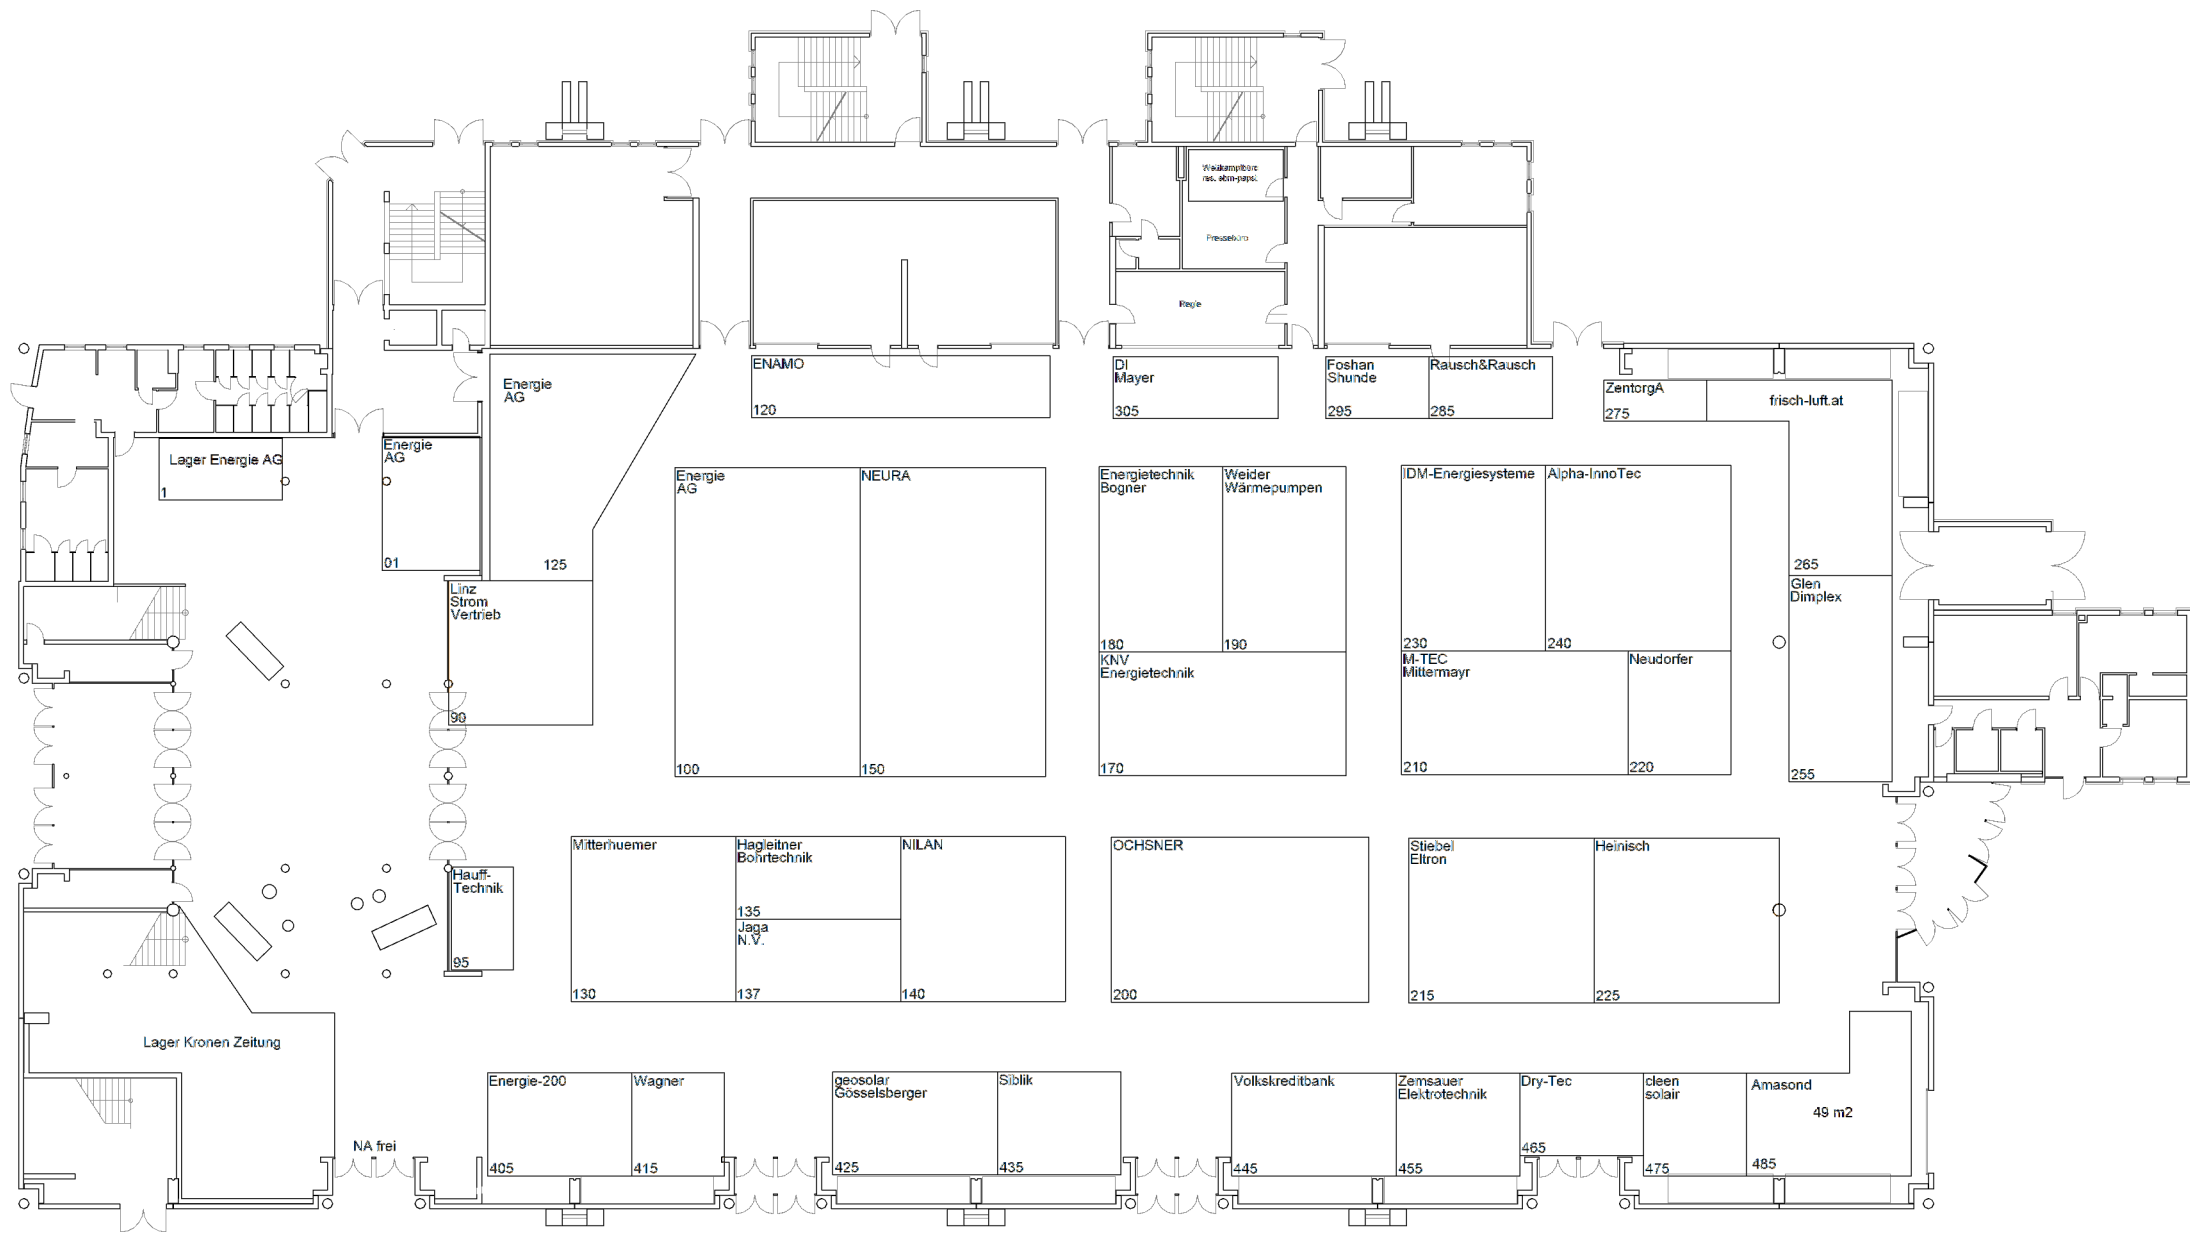 Wettkampfbüro
res. ebm-papst
Pressebüro
Regie
ENAMO
120
DI
Mayer
305
Foshan
Shunde
295
Rausch&Rausch
285
ZentorgA
275
frisch-luft.at
265
Energie
AG
125
Energie
AG
01
Lager Energie AG
1
Energie
AG
100
NEURA
150
Energietechnik
Bogner
180
Weider
Wärmepumpen
190
IDM-Energiesysteme
230
Alpha-InnoTec
240
Glen
Dimplex
255
Linz
Strom
Vertrieb
90
KNV
Energietechnik
170
M-TEC
Mittermayr
210
Neudorfer
220
Mitterhuemer
130
Hagleitner
Bohrtechnik
135
Jaga
N.V.
137
NILAN
140
OCHSNER
200
Stiebel
Eltron
215
Heinisch
225
Hauff-
Technik
95
Lager Kronen Zeitung
NA frei
Energie-200
405
Wagner
415
geosolar
Gösselsberger
425
Siblik
435
Volkskreditbank
445
Zemsauer
Elektrotechnik
455
Dry-Tec
465
cleen
solair
475
Amasond
49 m2
485